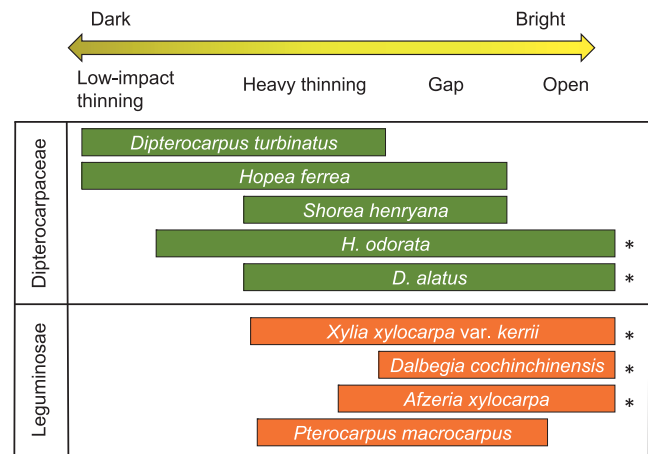 Dark Bright
Low-impact
thinning
Heavy thinning Gap Open
Dipterocarpaceae
Dipterocarpus turbinatus
Hopea ferrea
Shorea henryana
H. odorata *
D. alatus *
Leguminosae
Xylia xylocarpa var. kerrii *
Dalbegia cochinchinensis *
Afzeria xylocarpa *
Pterocarpus macrocarpus